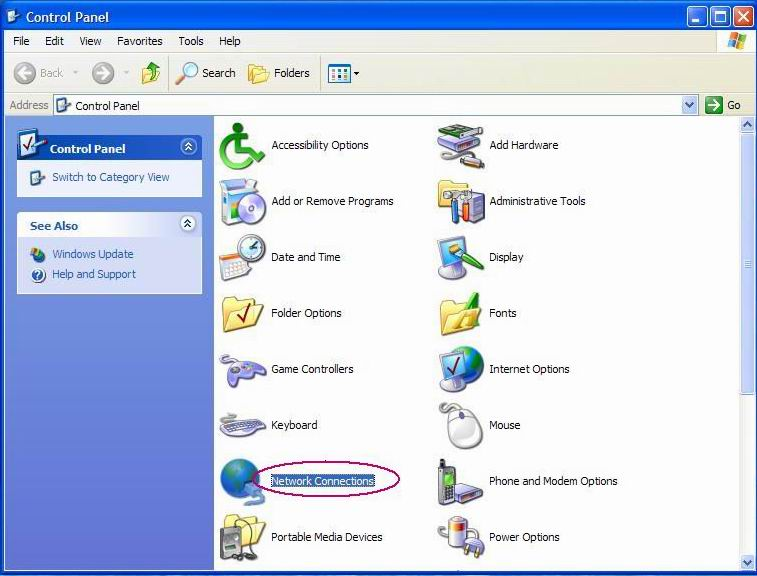 Control Panel
File Edit View Favorites Tools Help
Back Search Folders
Address Control Panel Go
Control Panel
Switch to Category View
See Also
Windows Update
Help and Support
Accessibility Options Add Hardware
Add or Remove Programs Administrative Tools
Date and Time Display
Folder Options Fonts
Game Controllers Internet Options
Keyboard Mouse
Network Connections Phone and Modem Options
Portable Media Devices Power Options